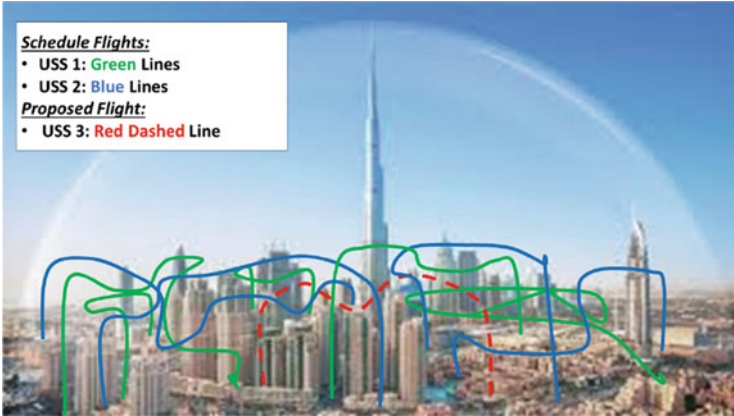 Schedule Flights:
• USS 1: Green Lines
• USS 2: Blue Lines
Proposed Flight:
• USS 3: Red Dashed Line